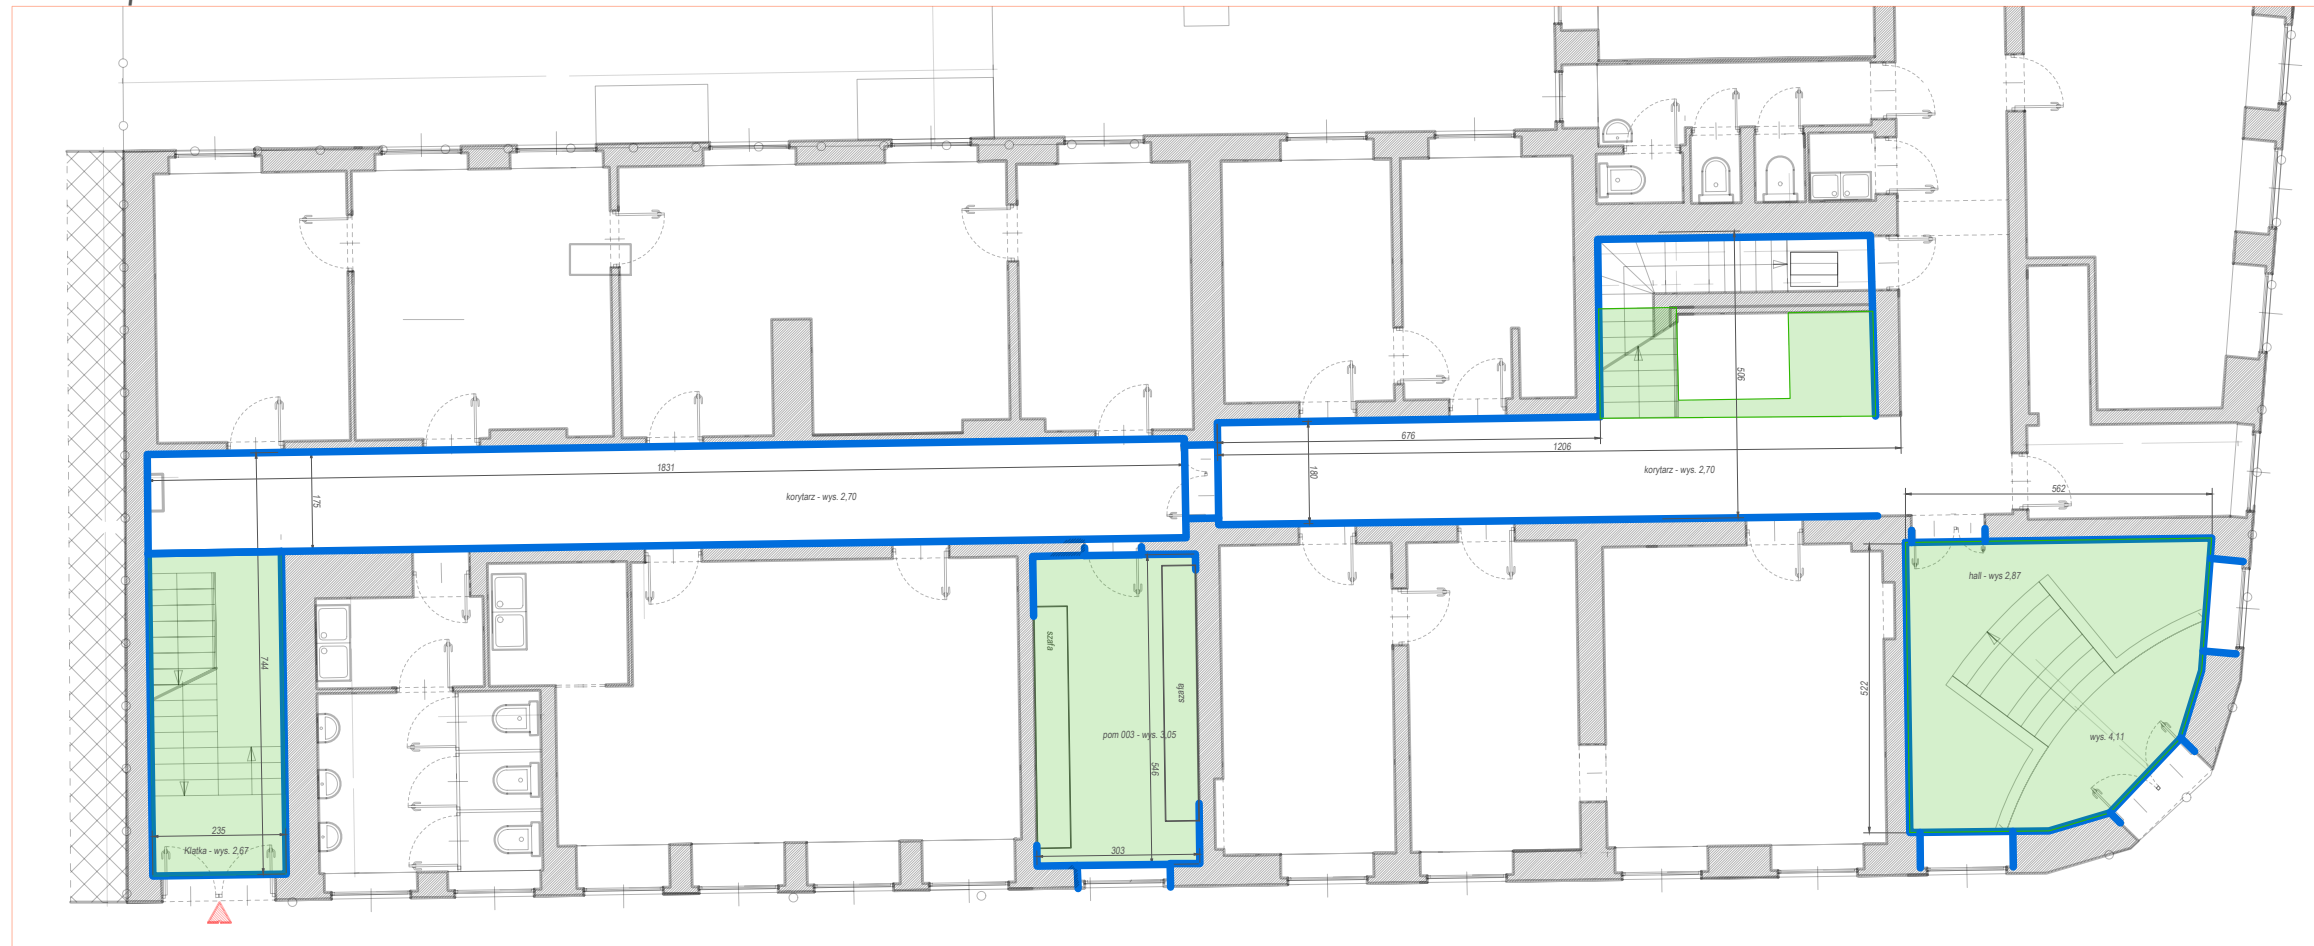 506
676
1206
1831
korytarz - wys. 2,70
180
korytarz - wys. 2,70
175
562
hall - wys 2,87
szafa
szafa
744
522
pom 003 - wys. 3,05
wys. 4,11
546
235
303
Klatka - wys. 2,67